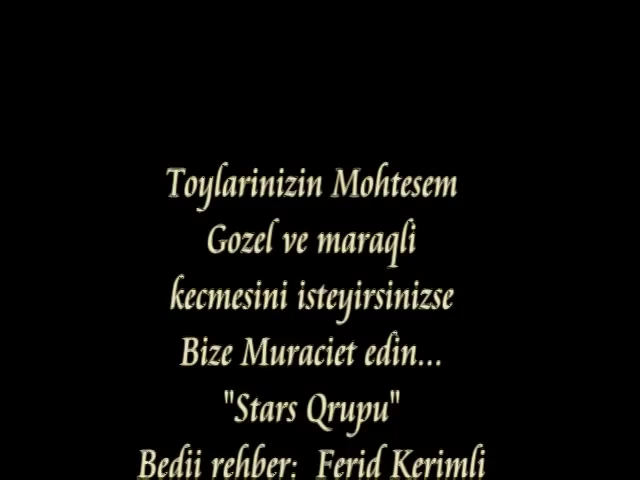 Toylarinizin Mohtesem
Gozel ve maraqli
kecmesini isteyirsinizse
Bize Muraciet edin...
"Stars Qrupu"
Bedii rehber: Ferid Kerimli